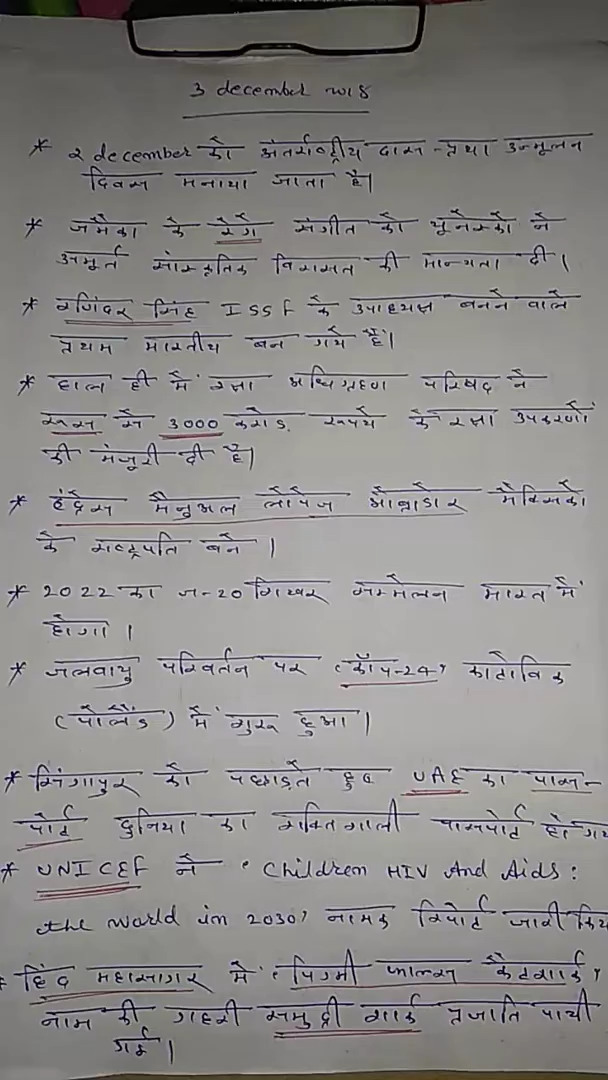 3 december 2018
* 2 december को अंतर्राष्ट्रीय दास-प्रथा उन्मूलन
दिवस मनाया जाता है।
* जमैका के रेगे संगीत को यूनेस्को ने
अमूर्त सांस्कृतिक विरासत की मान्यता दी।
* रणिंदर सिंह ISSF के उपाध्यक्ष बनने वाले
प्रथम भारतीय बन गये हैं।
* हाल ही में रक्षा अधिग्रहण परिषद ने
रूस से 3000 करोड़ रूपये के रक्षा उपकरणों
की मंजूरी दी है।
* मैनुअल लोपेज ओब्राडोर मैक्सिको
के राष्ट्रपति बने।
* 2022 का ज-20 शिखर सम्मेलन भारत में
होगा।
* जलवायु परिवर्तन पर 'कॉप-24' काटोविक
(पोलैंड) में शुरू हुआ।
* सिंगापुर को पछाड़ते हुए UAE का पास-
पोर्ट दुनिया का शक्तिशाली पासपोर्ट हो गय
* UNICEF ने 'Children HIV And Aids:
the world in 2030' नामक रिपोर्ट जारी किय
* हिंद महासागर में 'पिग्मी फाल्स कैटशार्क'
नाम की गहरी समुद्री शार्क प्रजाति पायी
गई।